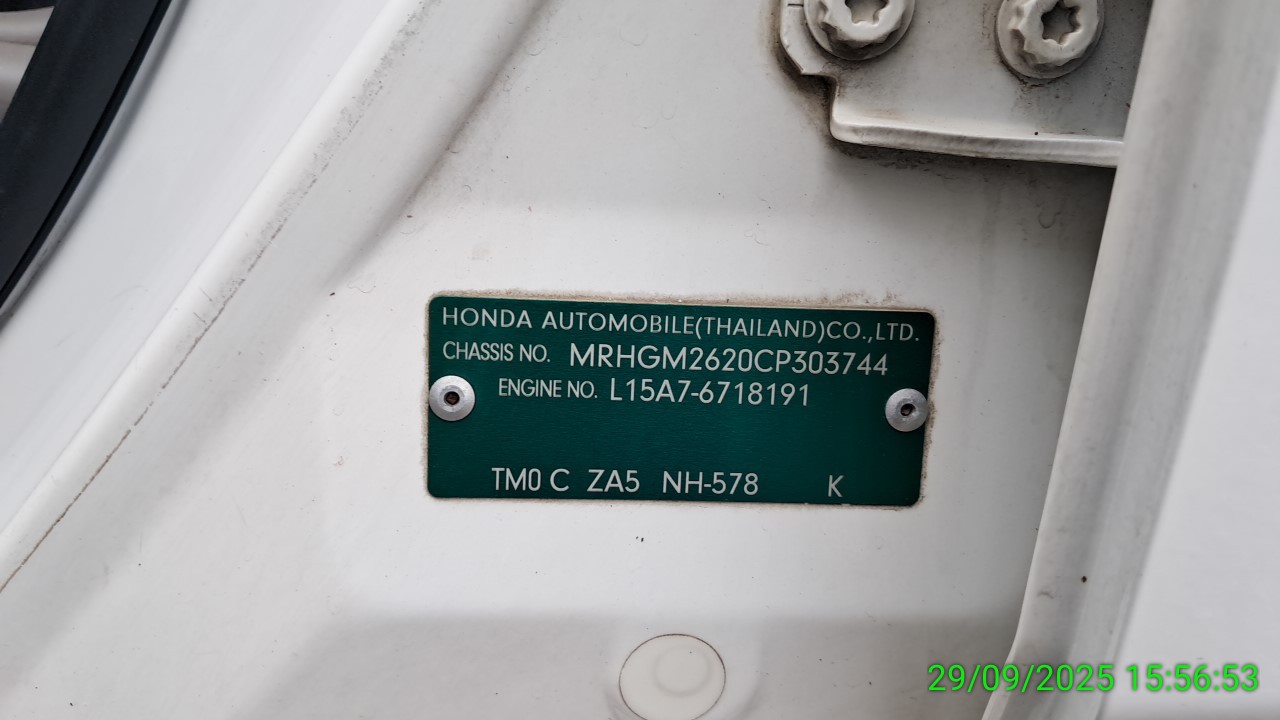 HONDA AUTOMOBILE(THAILAND)CO.,LTD.
CHASSIS NO. MRHGM2620CP303744
ENGINE NO. L15A7-6718191
TM0 C ZA5 NH-578 K
29/09/2025 15:56:53